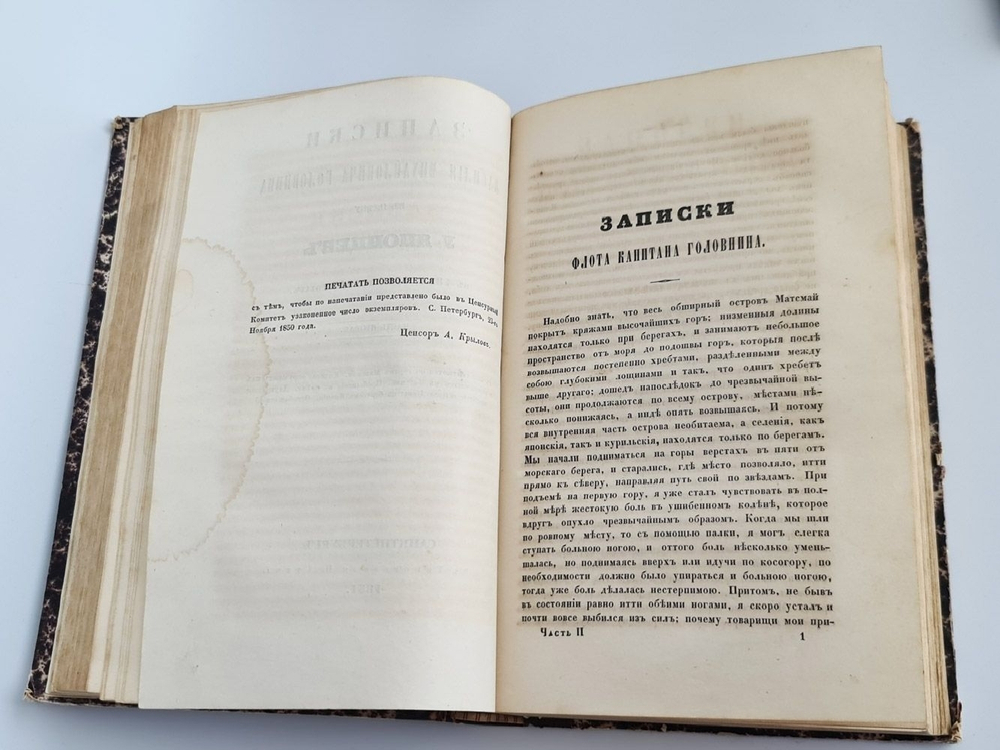 ПЕЧАТАТЬ ПОЗВОЛЯЕТСЯ
съ тѣмъ, чтобы по напечатаніи представлено было въ Ценсурный
Комитетъ узаконенное число экземпляровъ. С. Петербургъ,
Ноября 1850 года.
Ценсоръ А. Крыловъ.
ЗАПИСКИ
ФЛОТА КАПИТАНА ГОЛОВНИНА.
Надобно знать, что весь обширный островъ Матсмай
покрытъ кряжами высочайшихъ горъ; низменныя долины
находятся только при берегахъ, и занимаютъ небольшое
пространство отъ моря до подошвы горъ, которыя послѣ
возвышаются постепенно хребтами, раздѣленными между
собою глубокими лощинами и такъ, что одинъ хребетъ
выше другаго; дошедъ напослѣдокъ до чрезвычайной вы-
соты, они продолжаются по всему острову, мѣстами нѣ-
сколько понижаясь, а индѣ опять возвышаясь. И потому
вся внутренняя часть острова необитаема, а селенія, какъ
японскія, такъ и курильскія, находятся только по берегамъ.
Мы начали подниматься на горы верстахъ въ пяти отъ
морскаго берега, и старались, гдѣ мѣсто позволяло, итти
прямо къ сѣверу, направляя путь свой по звѣздамъ. При
подъемѣ на первую гору, я уже сталъ чувствовать въ пол-
ной мѣрѣ жестокую боль въ ушибенномъ колѣнѣ, которое
вдругъ опухло чрезвычайнымъ образомъ. Когда мы шли
по ровному мѣсту, то съ помощью палки, я могъ слегка
ступать больною ногою, и оттого боль нѣсколько умень-
шалась, но поднимаясь вверхъ или идучи по косогору, по
необходимости должно было упираться и больною ногою,
тогда уже боль дѣлалась нестерпимою. Притомъ, не бывъ
въ состояніи равно итти обѣими ногами, я скоро усталъ и
почти вовсе выбился изъ силъ; почему товарищи мои при-
Часть II 1